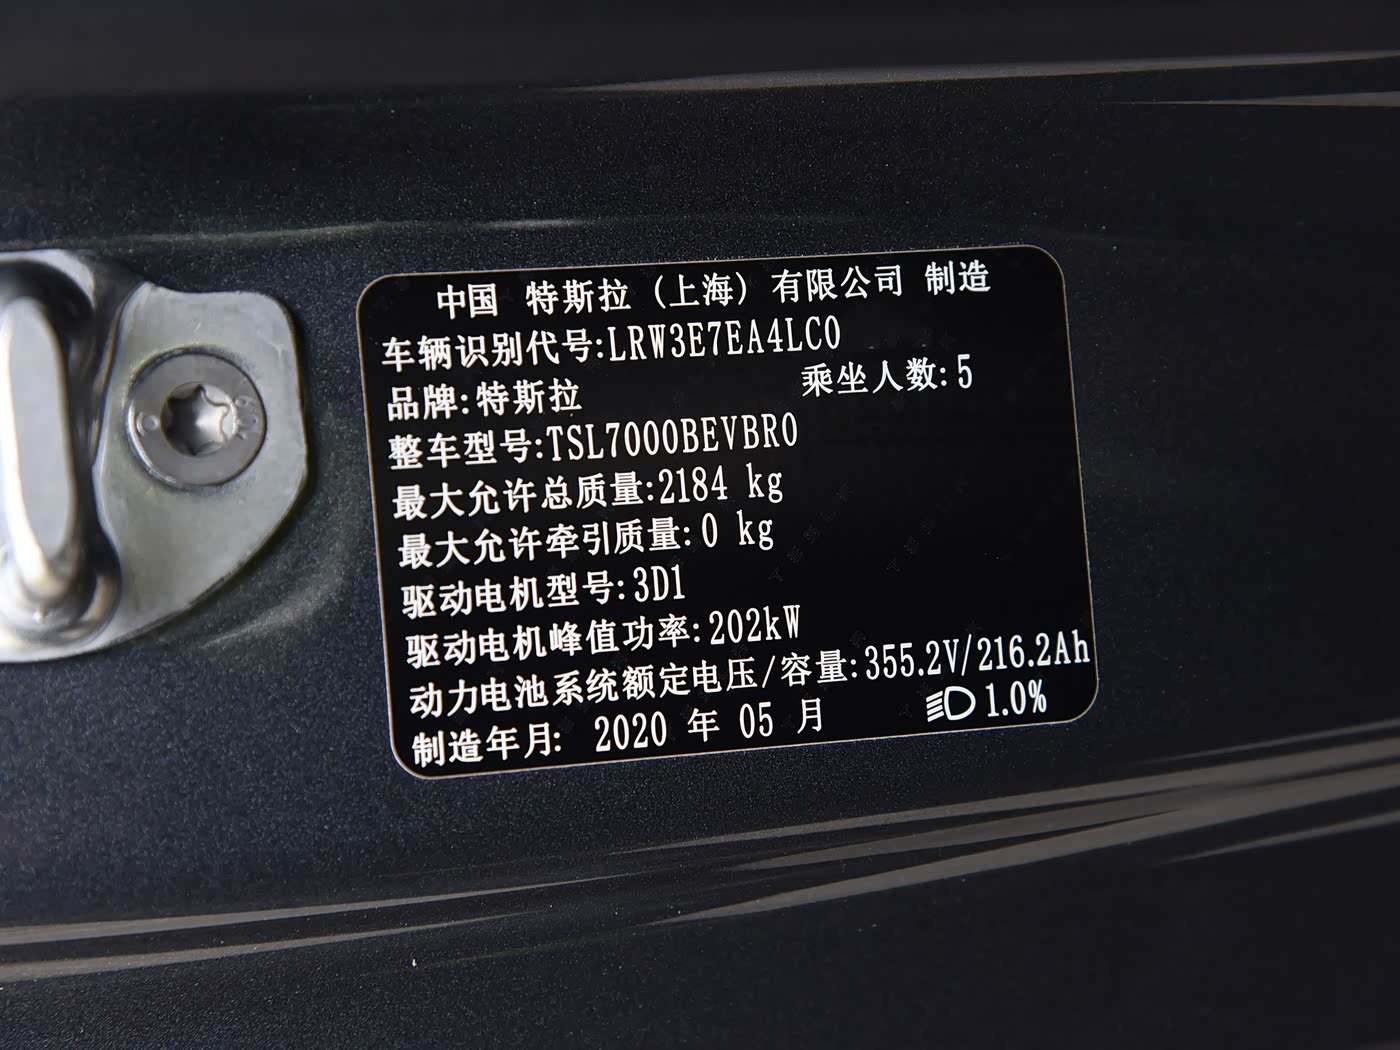 中国 特斯拉 (上海) 有限公司 制造
车辆识别代号:LRW3E7EA4LC0
品牌:特斯拉 乘坐人数:5
整车型号:TSL7000BEVBR0
最大允许总质量:2184 kg
最大允许牵引质量:0 kg
驱动电机型号:3D1
驱动电机峰值功率:202kW
动力电池系统额定电压/容量:355.2V/216.2Ah
制造年月: 2020 年 05 月 1.0%